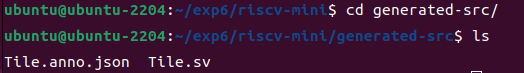 ubuntu@ubuntu-2204:~/exp6/riscv-mini$ cd generated-src/
ubuntu@ubuntu-2204:~/exp6/riscv-mini/generated-src$ ls
Tile.anno.json  Tile.sv